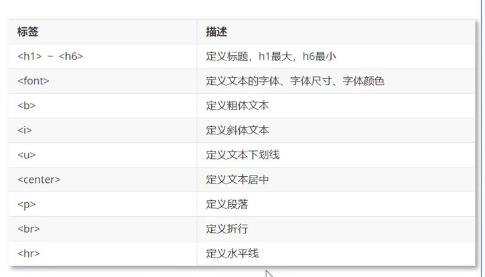 标签 描述
<h1> ~ <h6> 定义标题，h1最大，h6最小
<font> 定义文本的字体、字体尺寸、字体颜色
<b> 定义粗体文本
<i> 定义斜体文本
<u> 定义文本下划线
<center> 定义文本居中
<p> 定义段落
<br> 定义折行
<hr> 定义水平线